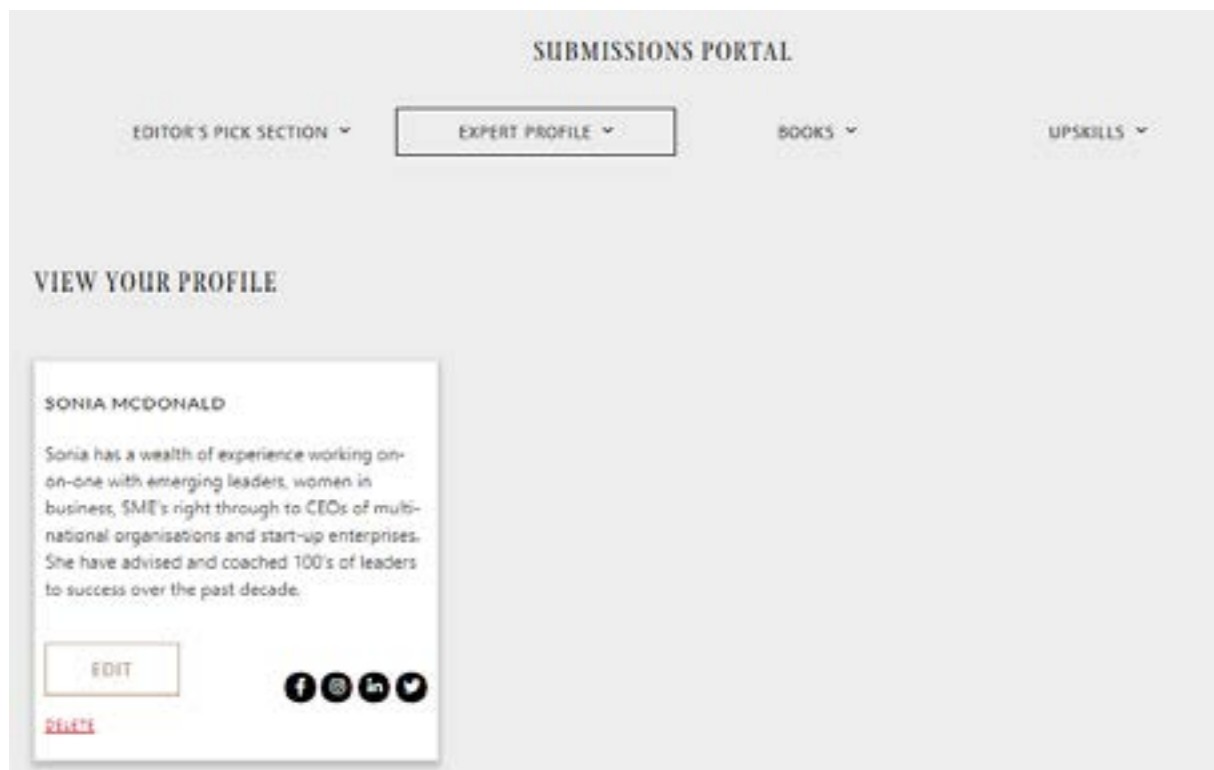 SUBMISSIONS PORTAL
EDITOR'S PICK SECTION EXPERT PROFILE BOOKS UPSKILLS
VIEW YOUR PROFILE
SONIA MCDONALD
Sonia has a wealth of experience working on-
on-one with emerging leaders, women in
business, SME's right through to CEOs of multi-
national organisations and start-up enterprises.
She have advised and coached 100's of leaders
to success over the past decade.
EDIT
DELETE